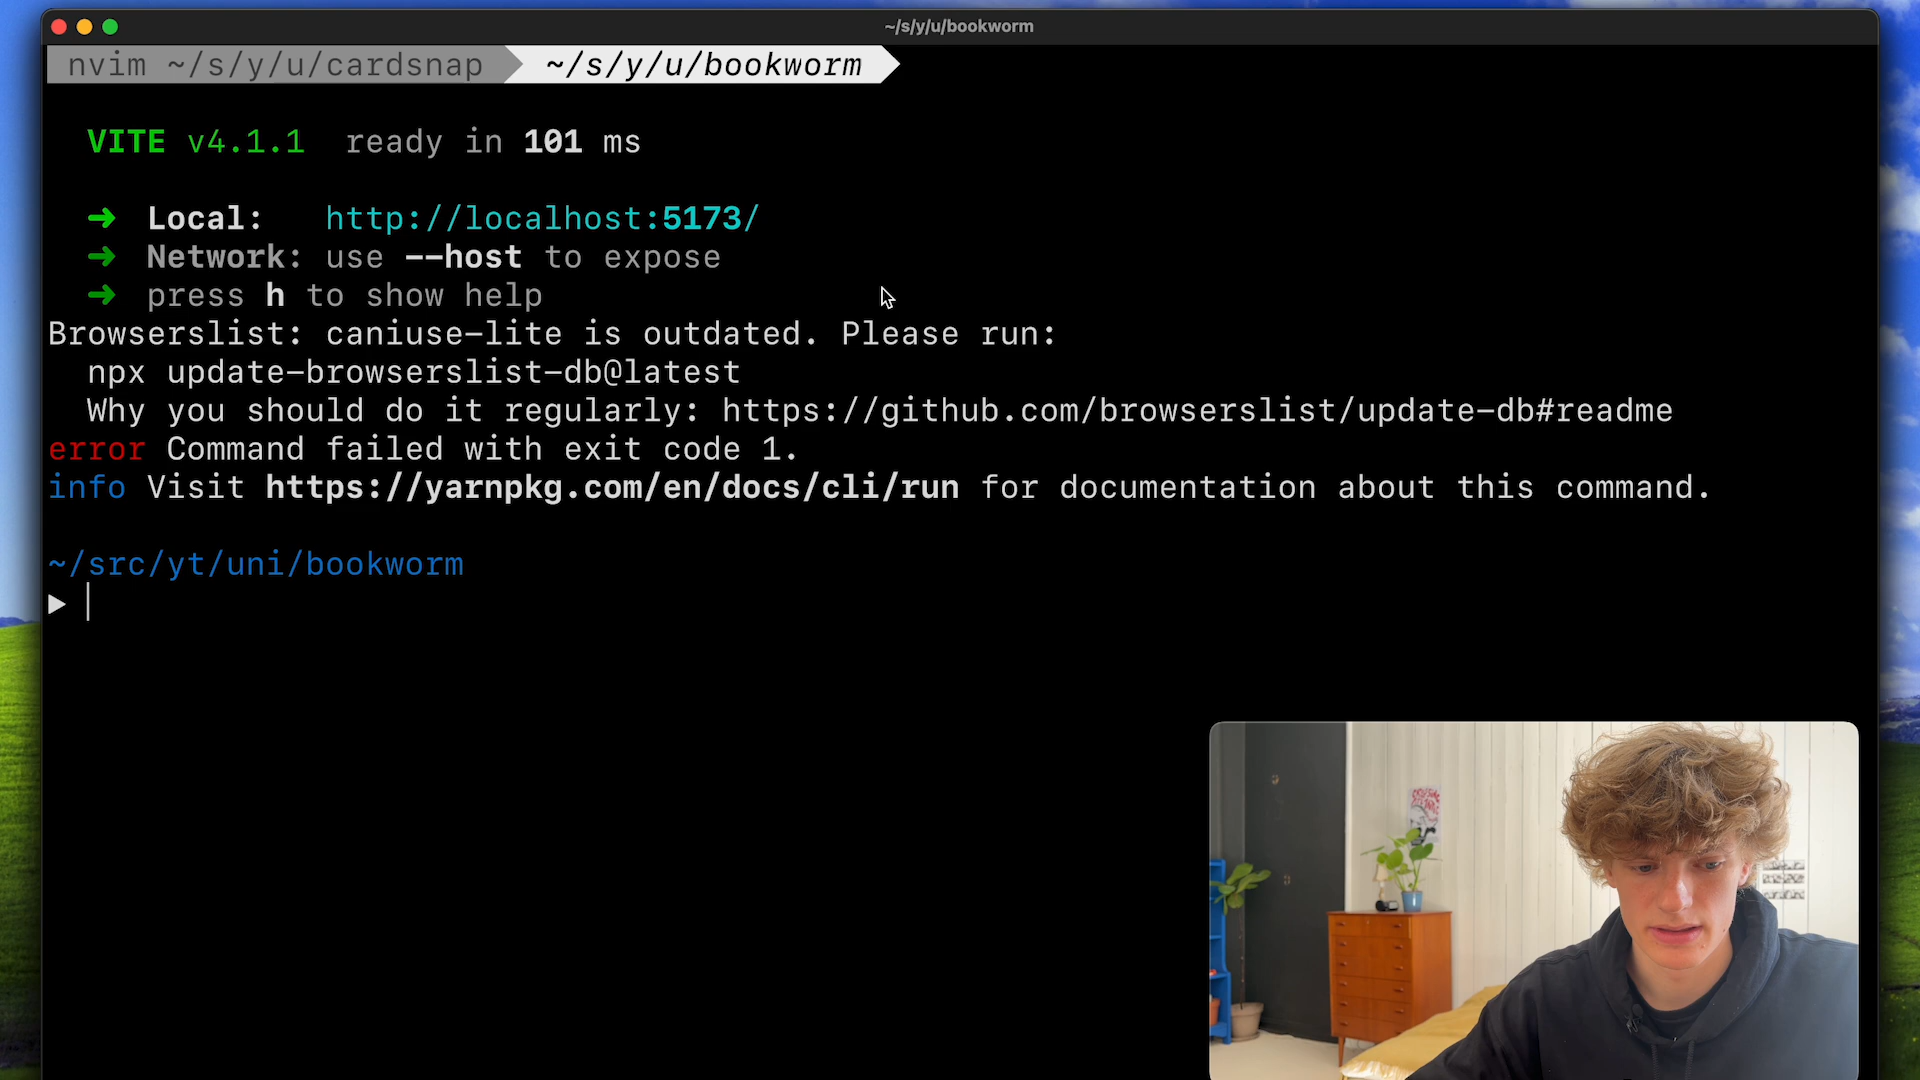 ~/s/y/u/bookworm
nvim ~/s/y/u/cardsnap ~/s/y/u/bookworm
VITE v4.1.1 ready in 101 ms
➜ Local: http://localhost:5173/
➜ Network: use --host to expose
➜ press h to show help
Browserslist: caniuse-lite is outdated. Please run:
npx update-browserslist-db@latest
Why you should do it regularly: https://github.com/browserslist/update-db#readme
error Command failed with exit code 1.
info Visit https://yarnpkg.com/en/docs/cli/run for documentation about this command.
~/src/yt/uni/bookworm